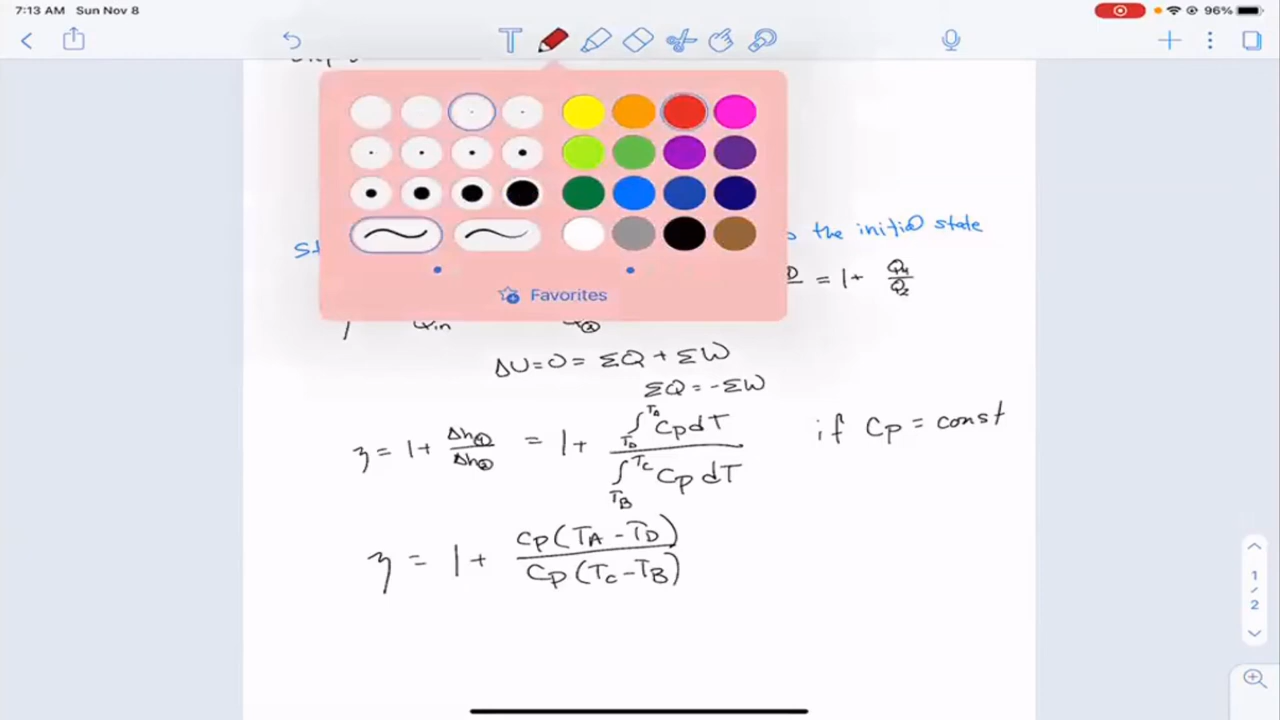 7:13 AM Sun Nov 8
96%
the initial state
= 1 + Q4/Q2
Favorites
ΔU = 0 = ΣQ + ΣW
ΣQ = -ΣW
η = 1 + Δh④/Δh② = 1 + ∫_{TD}^{TA} Cp dT / ∫_{TB}^{TC} Cp dT if Cp = const
η = 1 + Cp(TA - TD) / Cp(TC - TB)
1/2